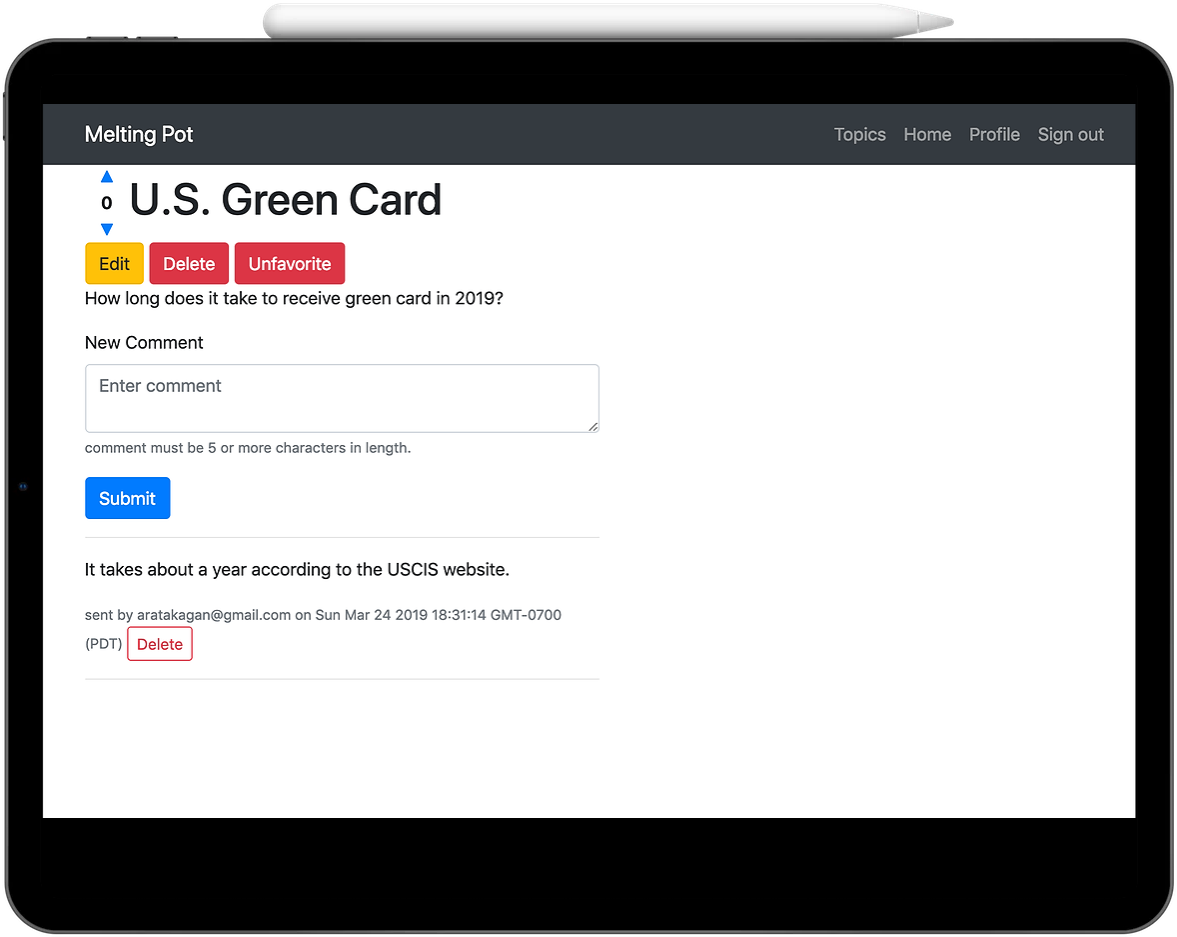 Melting Pot Topics Home Profile Sign out
0 U.S. Green Card
Edit Delete Unfavorite
How long does it take to receive green card in 2019?
New Comment
Enter comment
comment must be 5 or more characters in length.
Submit
It takes about a year according to the USCIS website.
sent by aratakagan@gmail.com on Sun Mar 24 2019 18:31:14 GMT-0700
(PDT) Delete